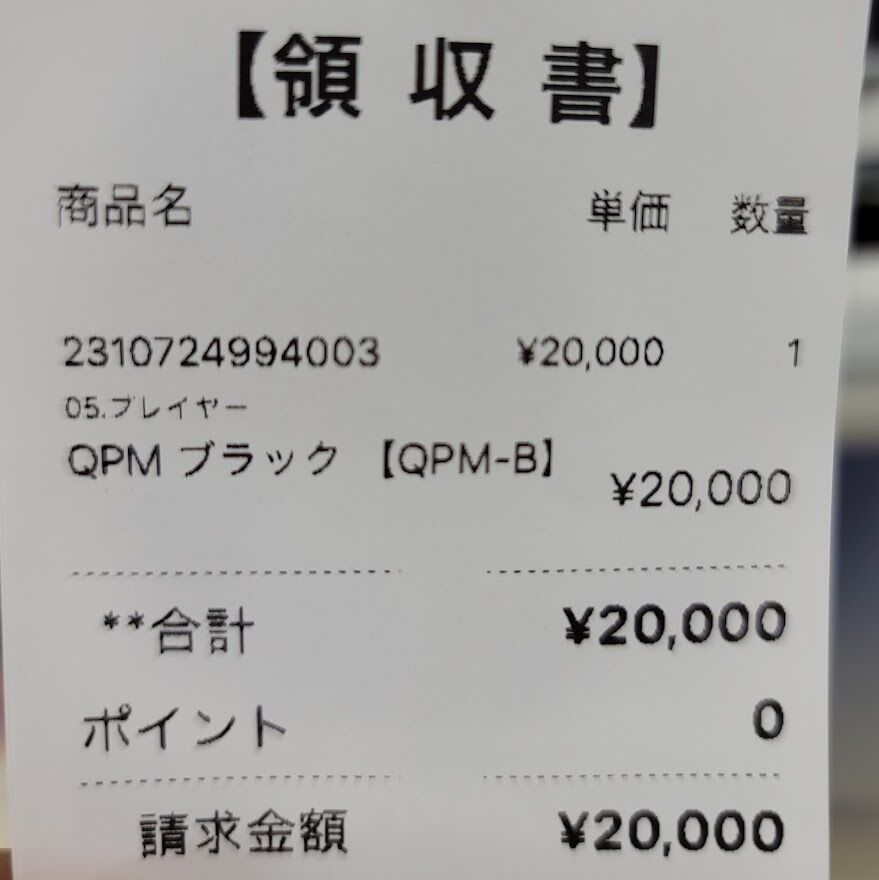 【領収書】
商品名 単価 数量
2310724994003 ¥20,000 1
05.プレイヤー
QPM ブラック 【QPM-B】
¥20,000
**合計 ¥20,000
ポイント 0
請求金額 ¥20,000